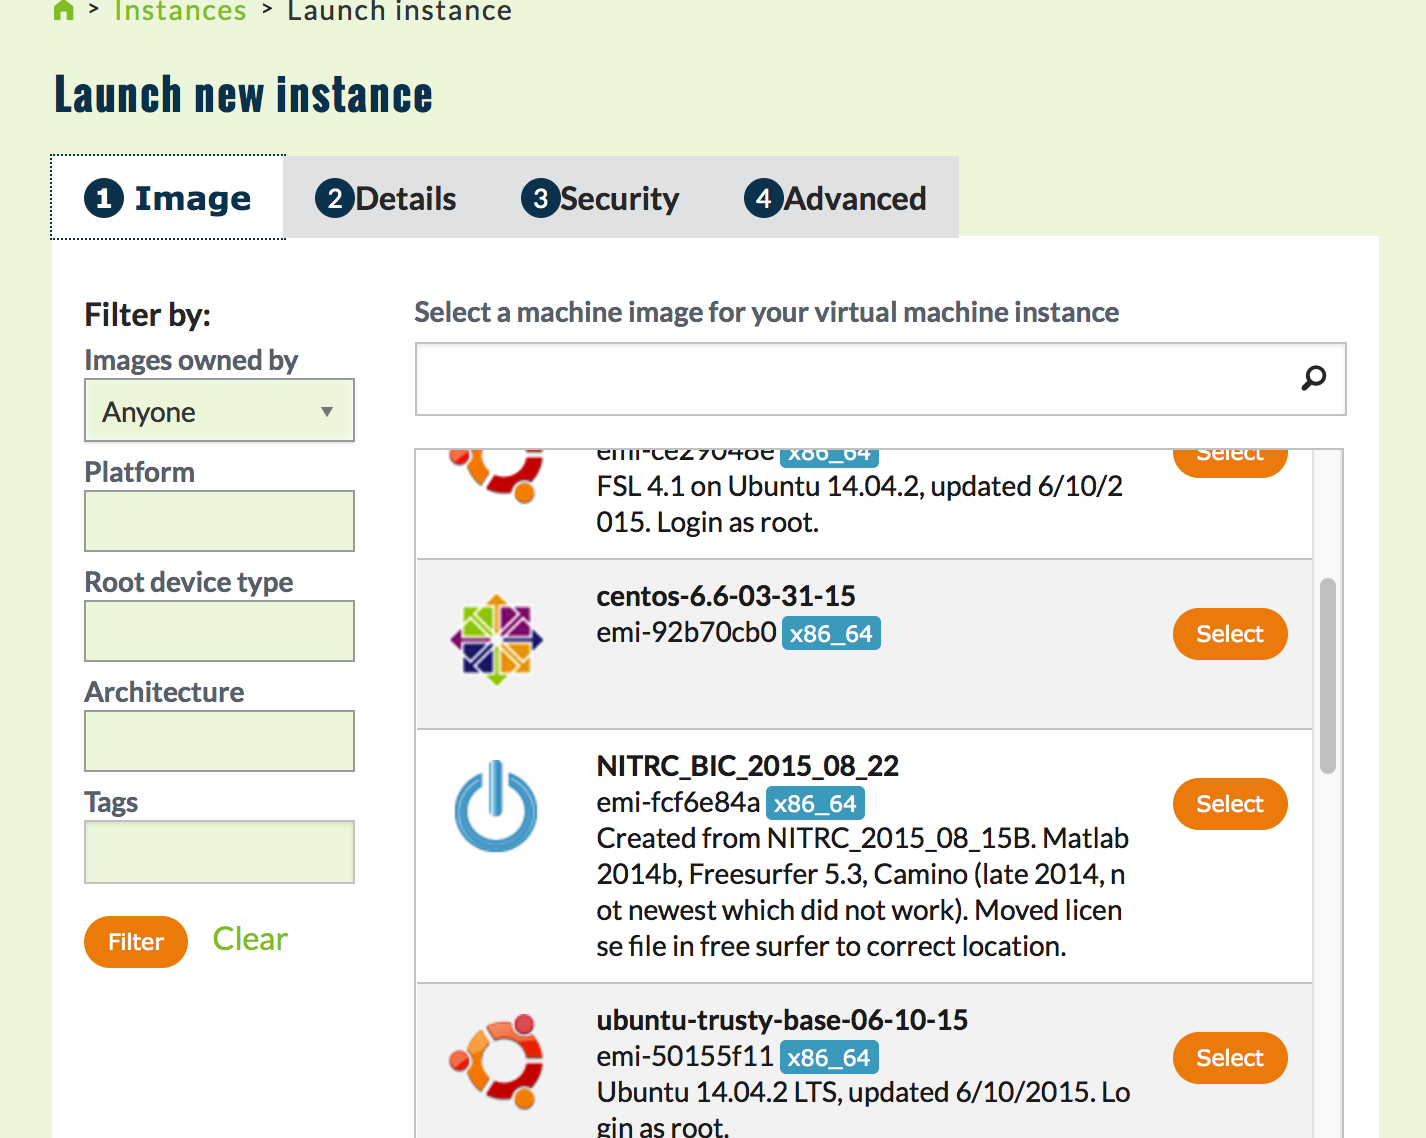 > Instances > Launch instance
Launch new instance
1 Image
2 Details
3 Security
4 Advanced
Filter by:
Images owned by
Anyone
Platform
Root device type
Architecture
Tags
Filter
Clear
Select a machine image for your virtual machine instance
emi-ce29048e x86_64
Select
FSL 4.1 on Ubuntu 14.04.2, updated 6/10/2
015. Login as root.
centos-6.6-03-31-15
emi-92b70cb0 x86_64
Select
NITRC_BIC_2015_08_22
emi-fcf6e84a x86_64
Select
Created from NITRC_2015_08_15B. Matlab
2014b, Freesurfer 5.3, Camino (late 2014, n
ot newest which did not work). Moved licen
se file in free surfer to correct location.
ubuntu-trusty-base-06-10-15
emi-50155f11 x86_64
Select
Ubuntu 14.04.2 LTS, updated 6/10/2015. Lo
gin as root.